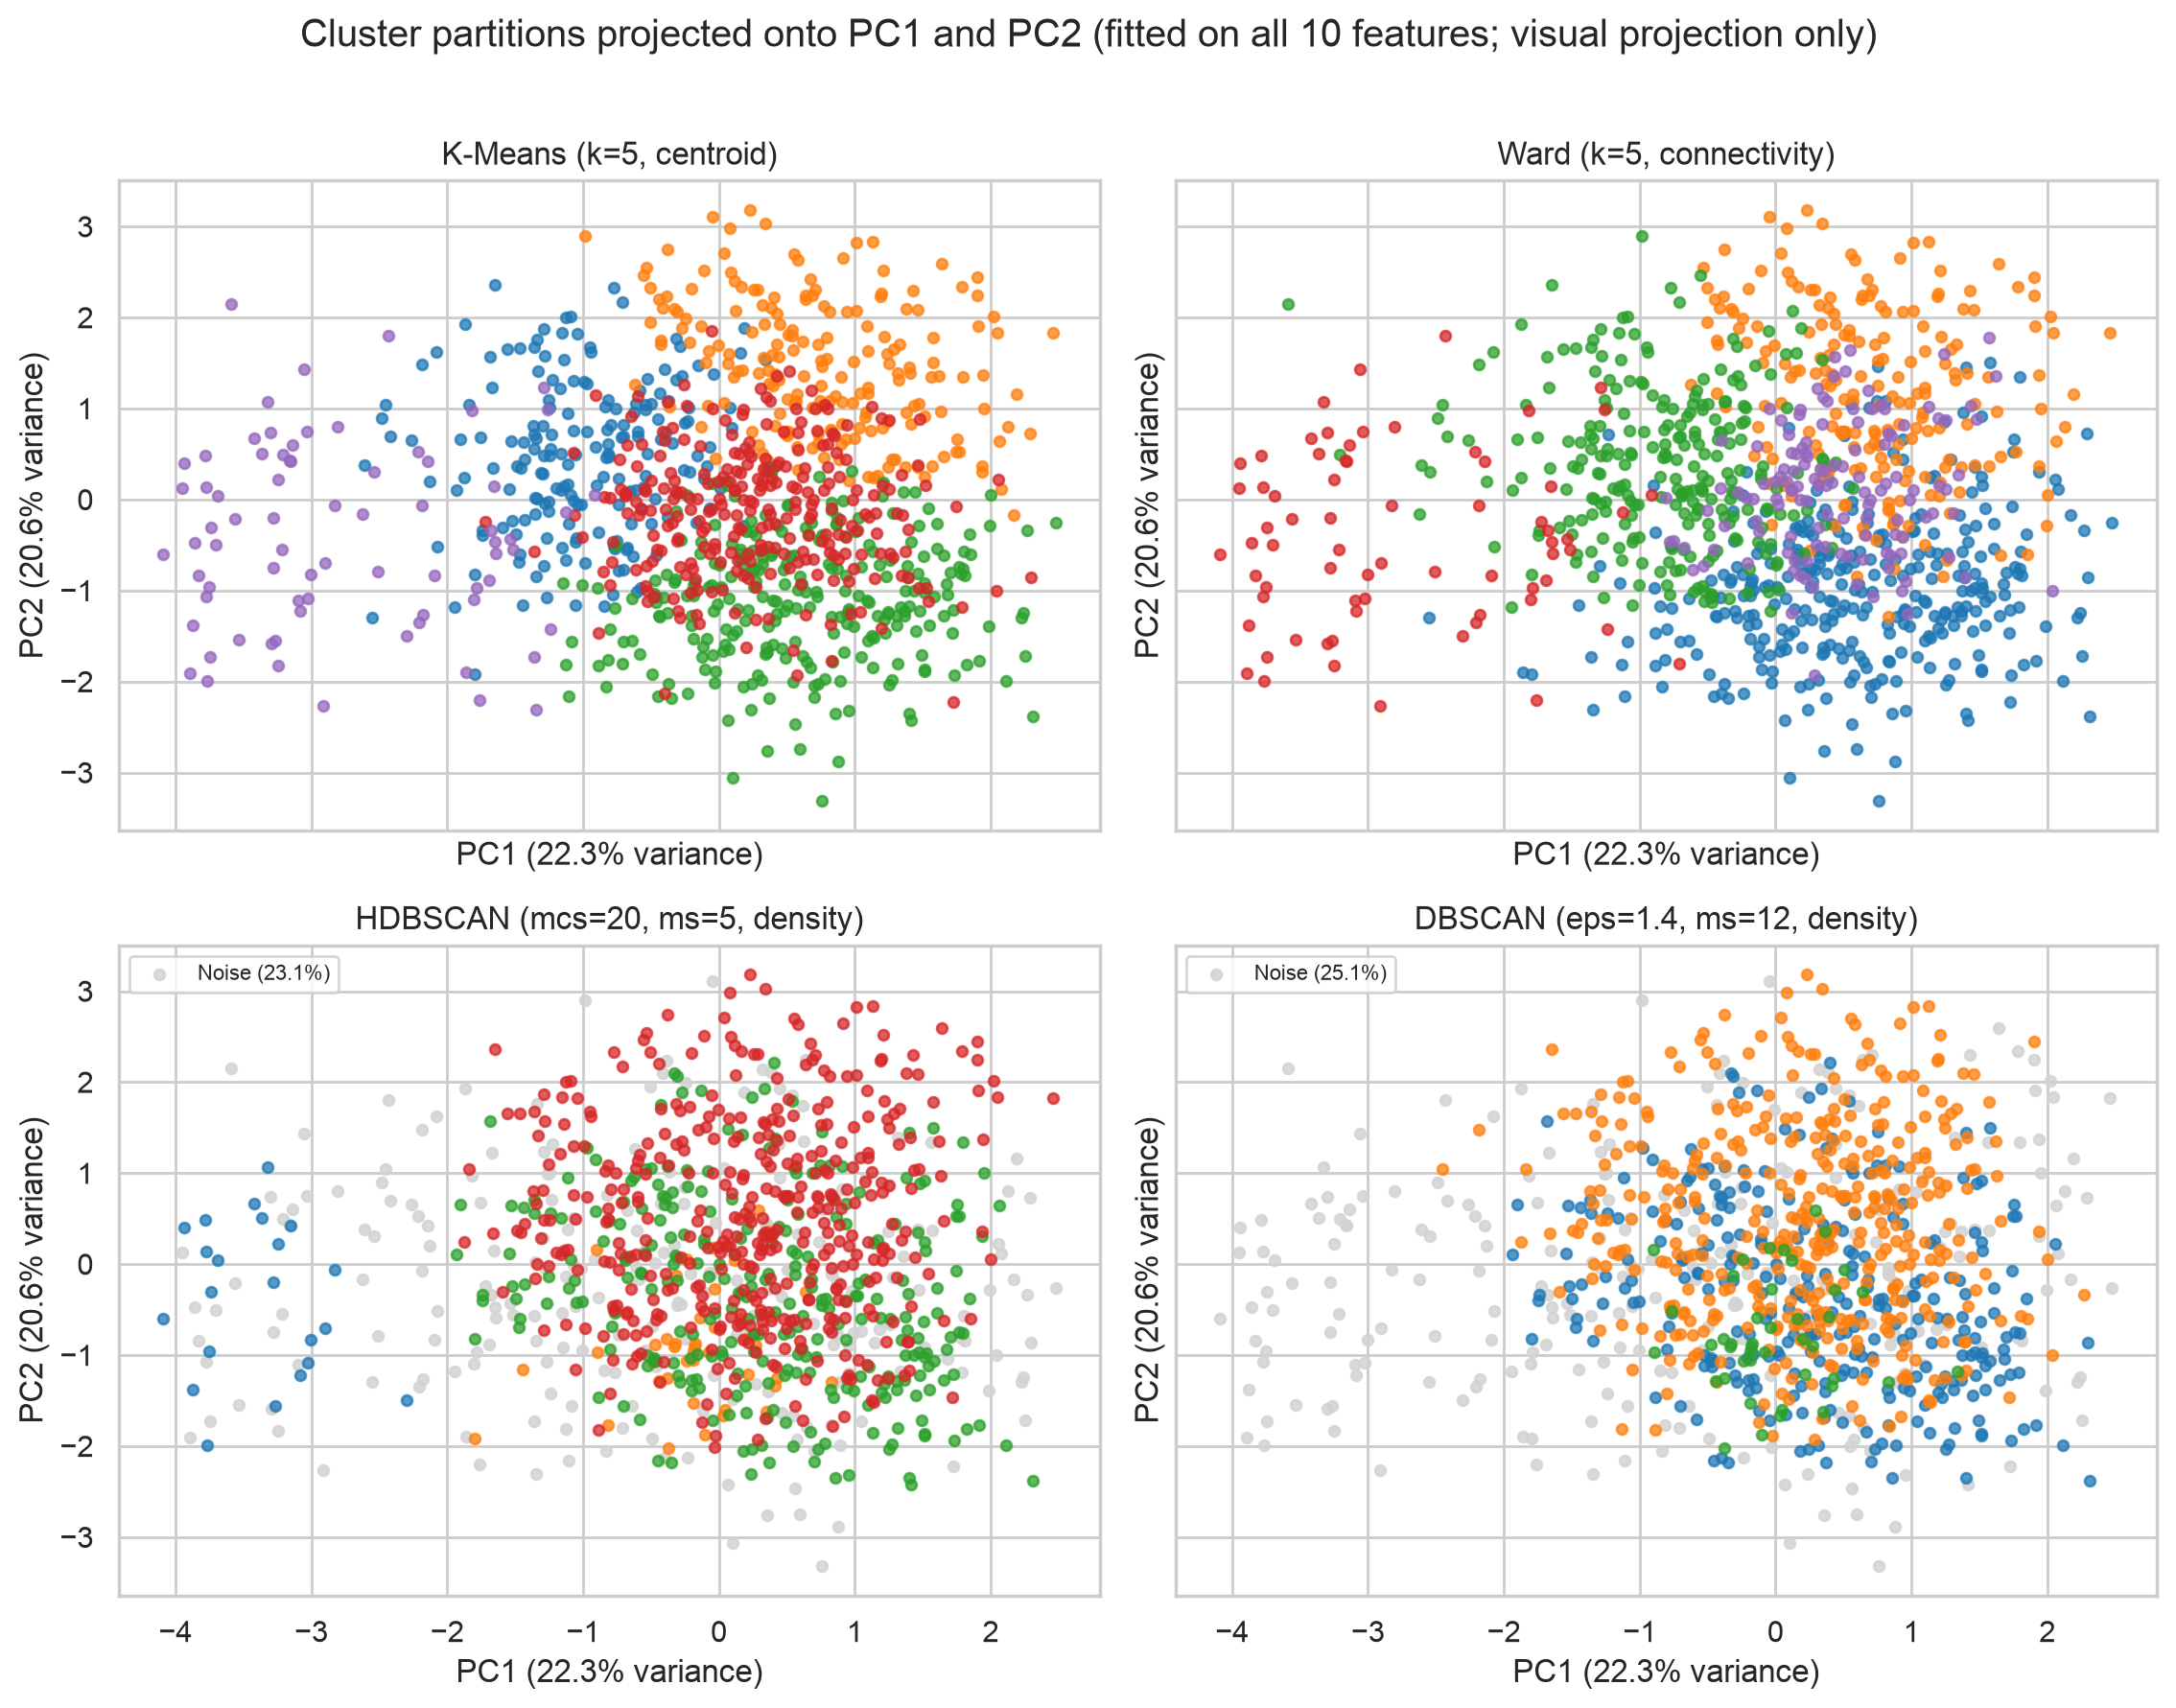 Cluster partitions projected onto PC1 and PC2 (fitted on all 10 features; visual projection only)
K-Means (k=5, centroid)
3
2
1
0
−1
−2
−3
PC2 (20.6% variance)
PC1 (22.3% variance)
Ward (k=5, connectivity)
PC2 (20.6% variance)
PC1 (22.3% variance)
HDBSCAN (mcs=20, ms=5, density)
Noise (23.1%)
3
2
1
0
−1
−2
−3
PC2 (20.6% variance)
−4 −3 −2 −1 0 1 2
PC1 (22.3% variance)
DBSCAN (eps=1.4, ms=12, density)
Noise (25.1%)
PC2 (20.6% variance)
−4 −3 −2 −1 0 1 2
PC1 (22.3% variance)